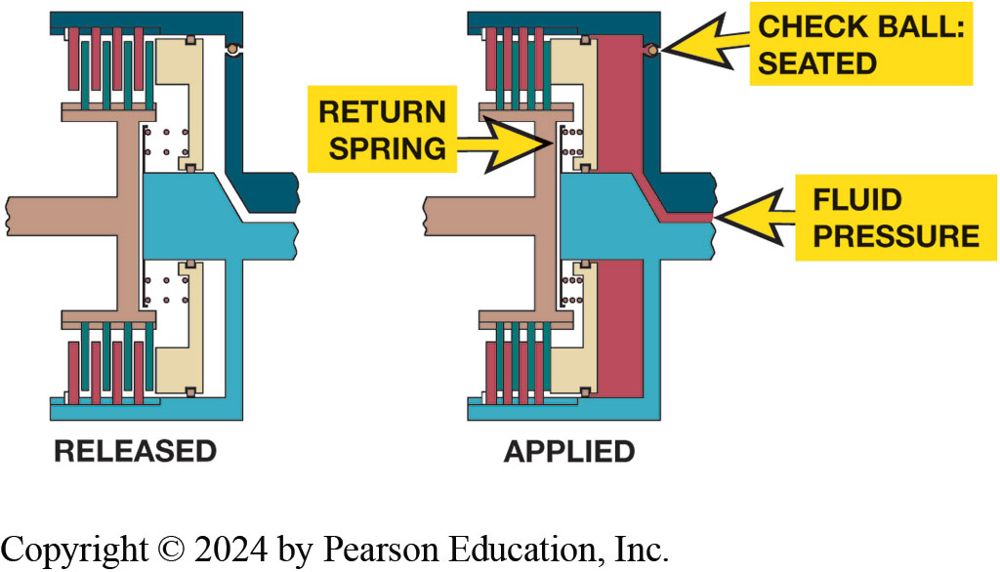 CHECK BALL:
SEATED
RETURN
SPRING
FLUID
PRESSURE
RELEASED
APPLIED
Copyright © 2024 by Pearson Education, Inc.